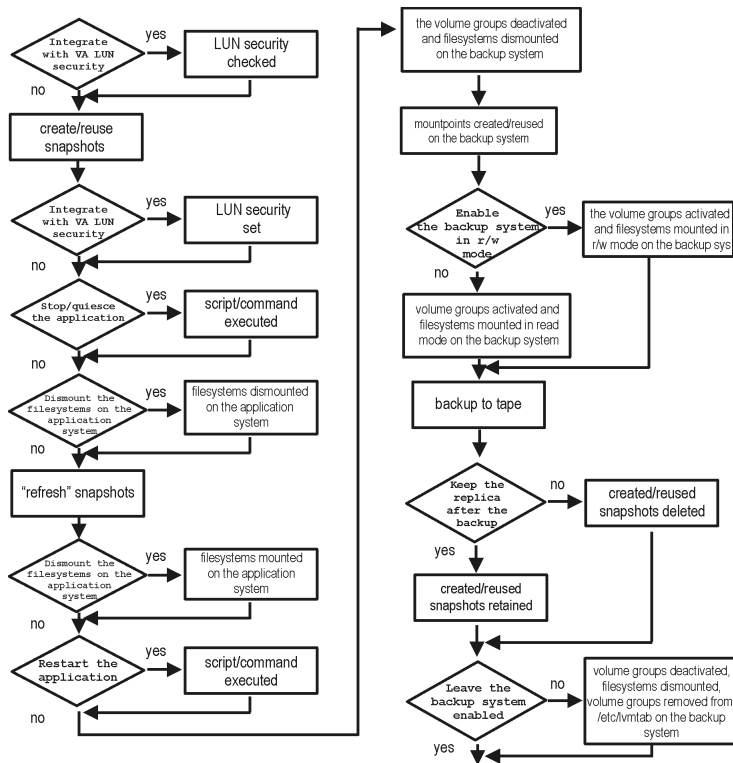 Integrate
with VA LUN
security
yes
LUN security
checked
no
create/reuse
snapshots
Integrate
with VA LUN
security
yes
LUN security
set
no
Stop/quiesce
the application
yes
script/command
executed
no
Dismount the
filesystems on the
application
system
yes
filesystems dismounted
on the application
system
no
“refresh” snapshots
Dismount the
filesystems on the
application
system
yes
filesystems mounted
on the application
system
no
Restart the
application
yes
script/command
executed
no
the volume groups deactivated
and filesystems dismounted
on the backup system
mountpoints created/reused
on the backup system
Enable
the backup system
in r/w
mode
yes
the volume groups activated
and filesystems mounted in
r/w mode on the backup sys
no
volume groups activated and
filesystems mounted in read
mode on the backup system
backup to tape
Keep the
replica
after the
backup
no
created/reused
snapshots deleted
yes
created/reused
snapshots retained
Leave the
backup system
enabled
no
volume groups deactivated,
filesystems dismounted,
volume groups removed from
/etc/lvmtab on the backup
system
yes